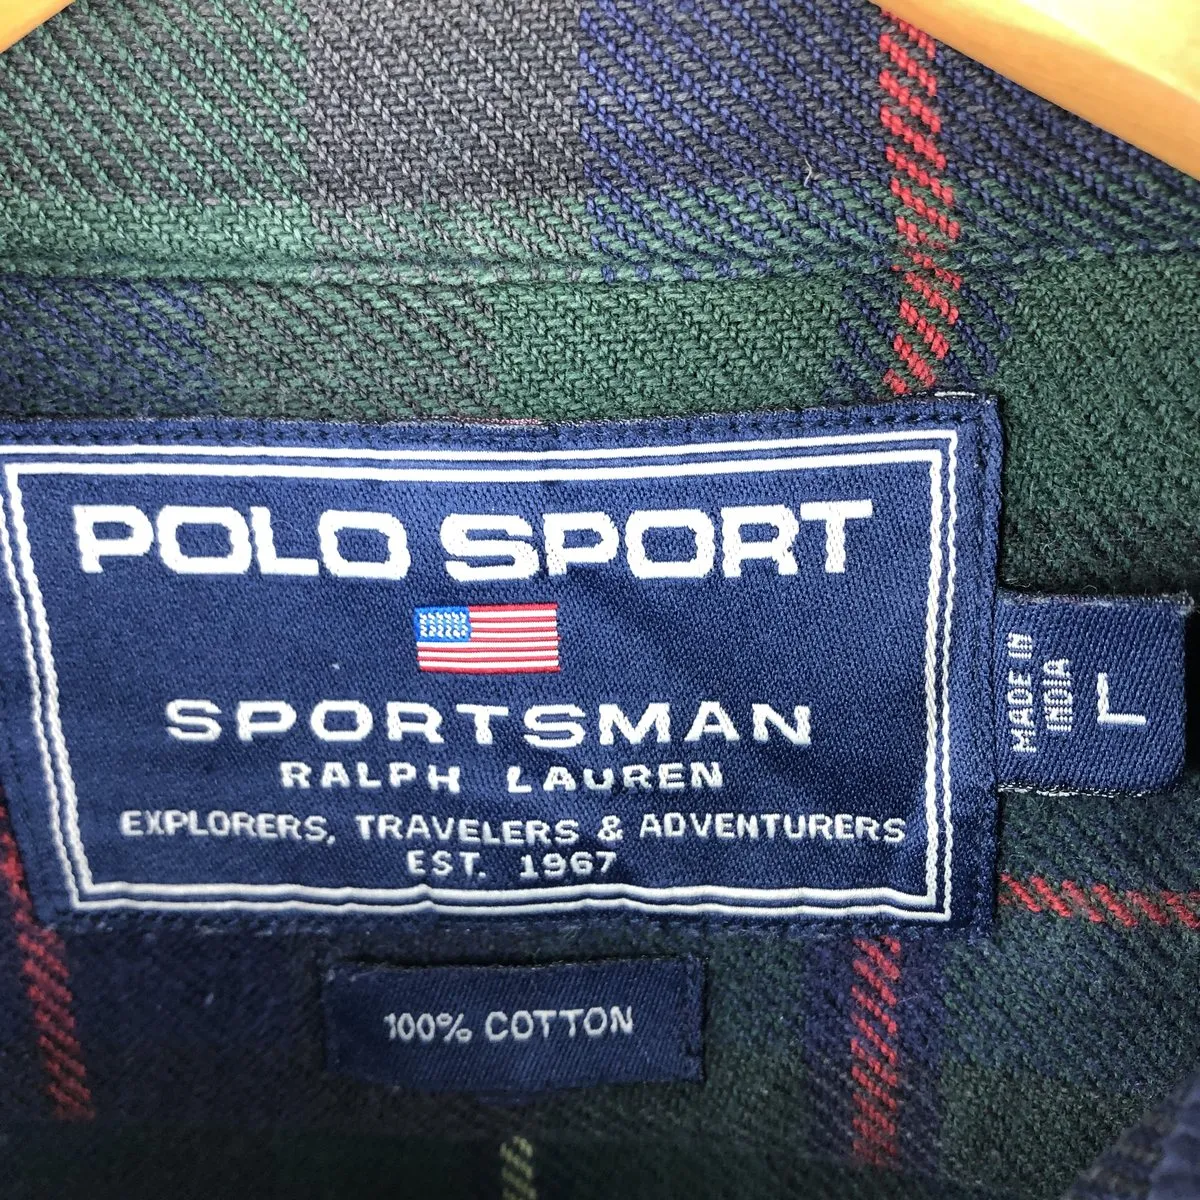 POLO SPORT
SPORTSMAN
RALPH LAUREN
EXPLORERS, TRAVELERS & ADVENTURERS
EST. 1967
MADE IN
INDIA
L
100% COTTON